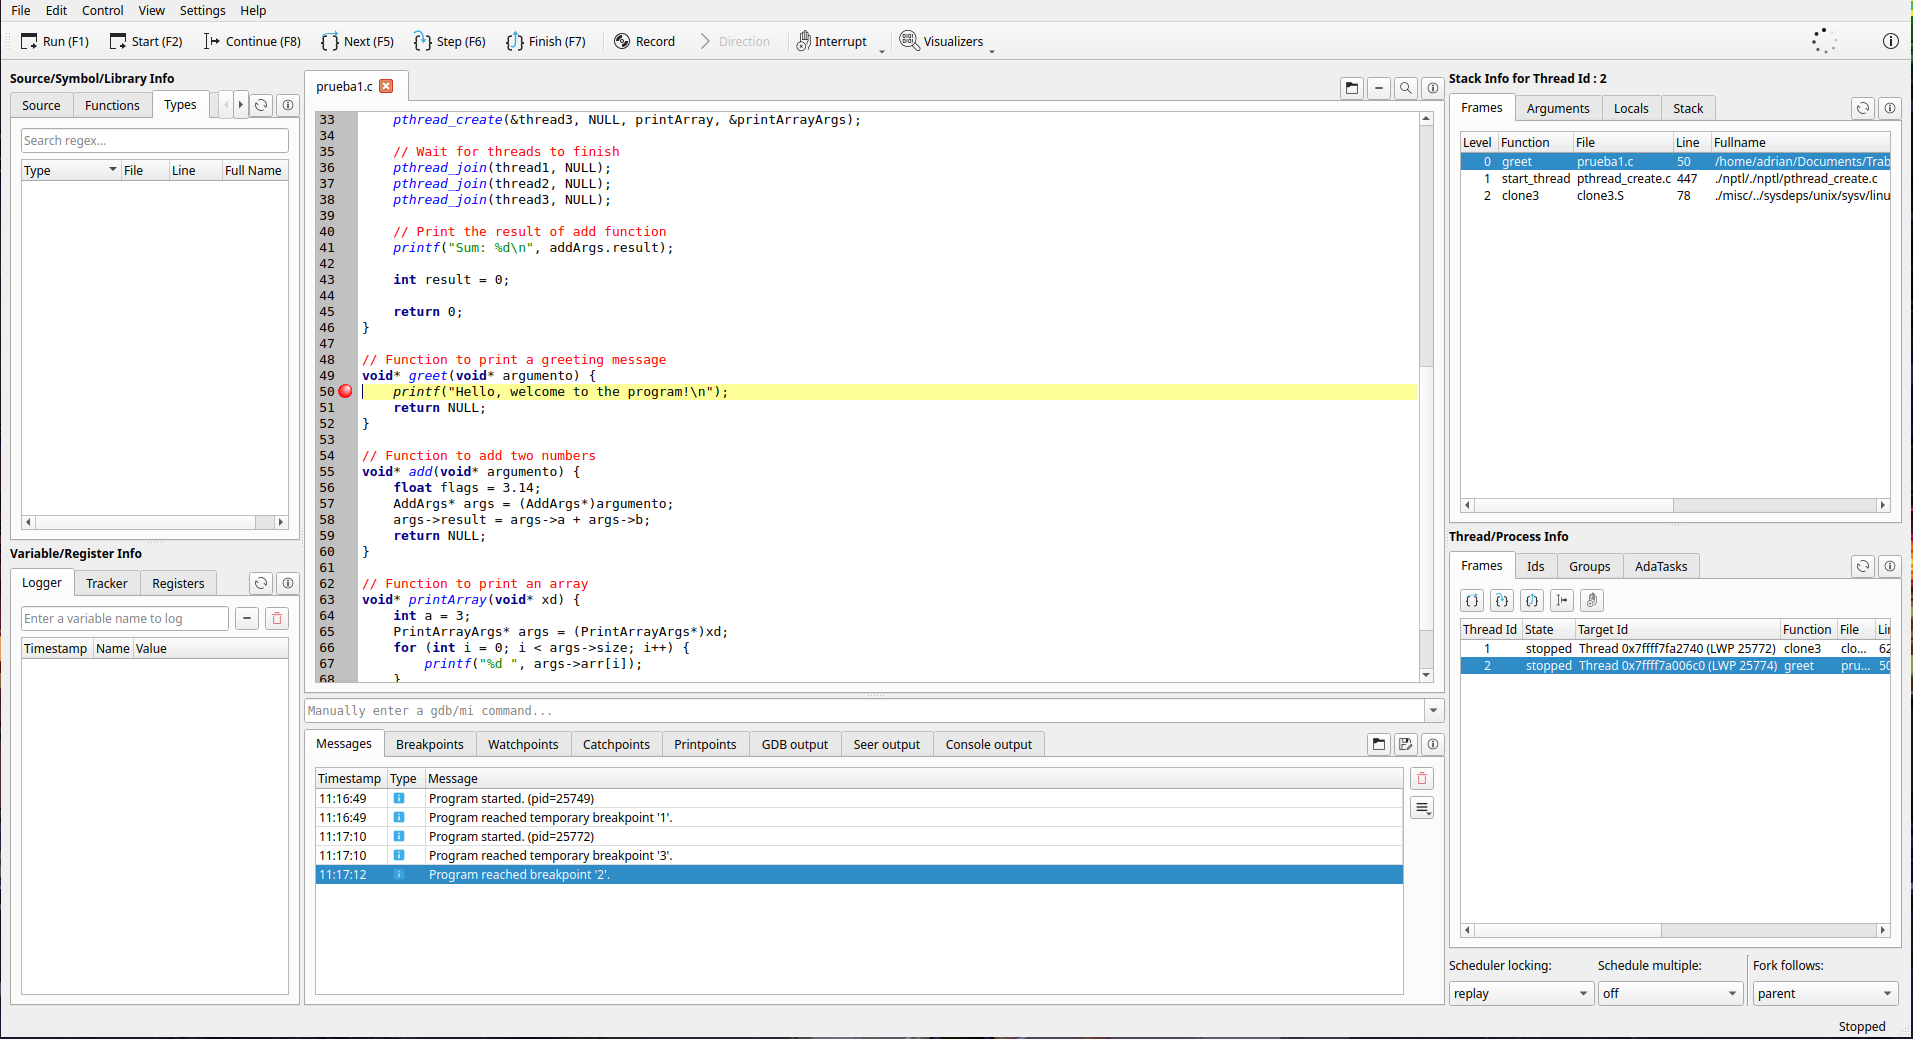 File Edit Control View Settings Help
Run (F1) Start (F2) Continue (F8) Next (F5) Step (F6) Finish (F7) Record Direction Interrupt Visualizers
Source/Symbol/Library Info
Source Functions Types
Search regex...
Type File Line Full Name
Variable/Register Info
Logger Tracker Registers
Enter a variable name to log
Timestamp Name Value
prueba1.c
33 pthread_create(&thread3, NULL, printArray, &printArrayArgs);
34
35 // Wait for threads to finish
36 pthread_join(thread1, NULL);
37 pthread_join(thread2, NULL);
38 pthread_join(thread3, NULL);
39
40 // Print the result of add function
41 printf("Sum: %d\n", addArgs.result);
42
43 int result = 0;
44
45 return 0;
46 }
47
48 // Function to print a greeting message
49 void* greet(void* argumento) {
50 printf("Hello, welcome to the program!\n");
51 return NULL;
52 }
53
54 // Function to add two numbers
55 void* add(void* argumento) {
56 float flags = 3.14;
57 AddArgs* args = (AddArgs*)argumento;
58 args->result = args->a + args->b;
59 return NULL;
60 }
61
62 // Function to print an array
63 void* printArray(void* xd) {
64 int a = 3;
65 PrintArrayArgs* args = (PrintArrayArgs*)xd;
66 for (int i = 0; i < args->size; i++) {
67 printf("%d ", args->arr[i]);
68 }
Manually enter a gdb/mi command...
Messages Breakpoints Watchpoints Catchpoints Printpoints GDB output Seer output Console output
Timestamp Type Message
11:16:49 Program started. (pid=25749)
11:16:49 Program reached temporary breakpoint '1'.
11:17:10 Program started. (pid=25772)
11:17:10 Program reached temporary breakpoint '3'.
11:17:12 Program reached breakpoint '2'.
Stack Info for Thread Id : 2
Frames Arguments Locals Stack
Level Function File Line Fullname
0 greet prueba1.c 50 /home/adrian/Documents/Trab
1 start_thread pthread_create.c 447 ./nptl/./nptl/pthread_create.c
2 clone3 clone3.S 78 ./misc/../sysdeps/unix/sysv/linu
Thread/Process Info
Frames Ids Groups AdaTasks
Thread Id State Target Id Function File Lir
1 stopped Thread 0x7ffff7fa2740 (LWP 25772) clone3 clo... 62
2 stopped Thread 0x7ffff7a006c0 (LWP 25774) greet pru... 50
Scheduler locking: Schedule multiple: Fork follows:
replay off parent
Stopped